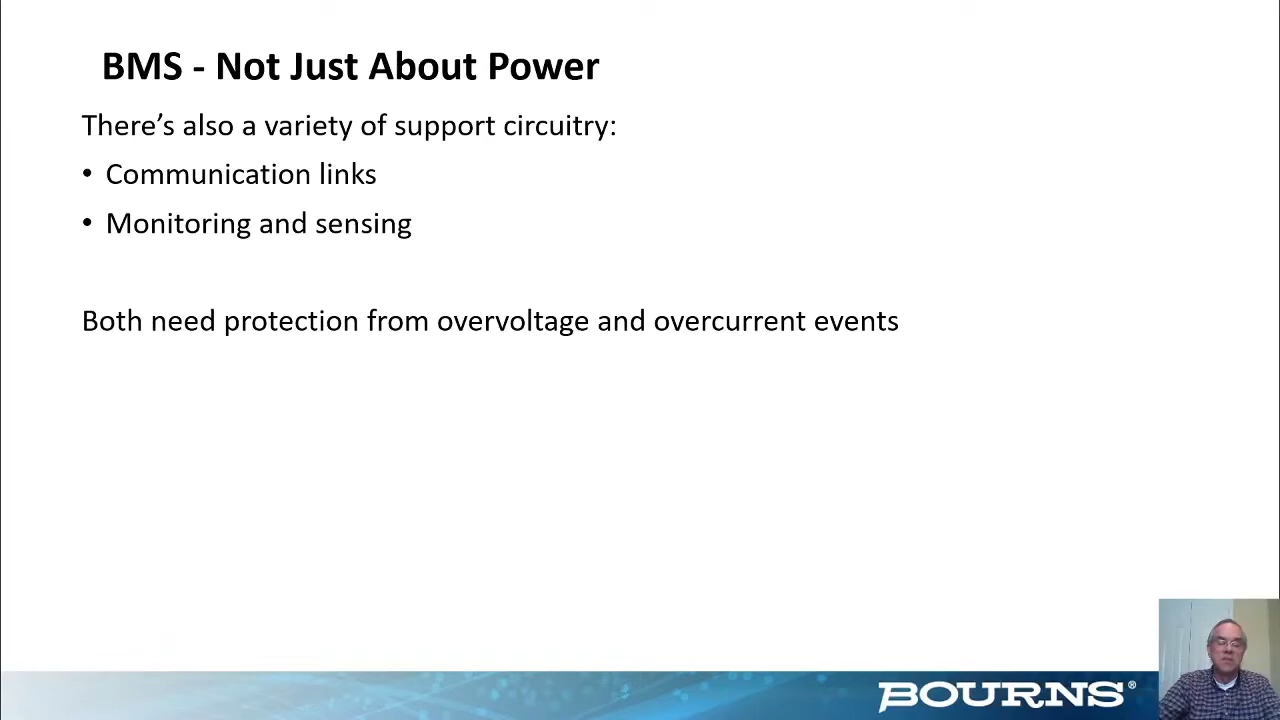 BMS - Not Just About Power
There’s also a variety of support circuitry:
• Communication links
• Monitoring and sensing
Both need protection from overvoltage and overcurrent events
BOURNS®